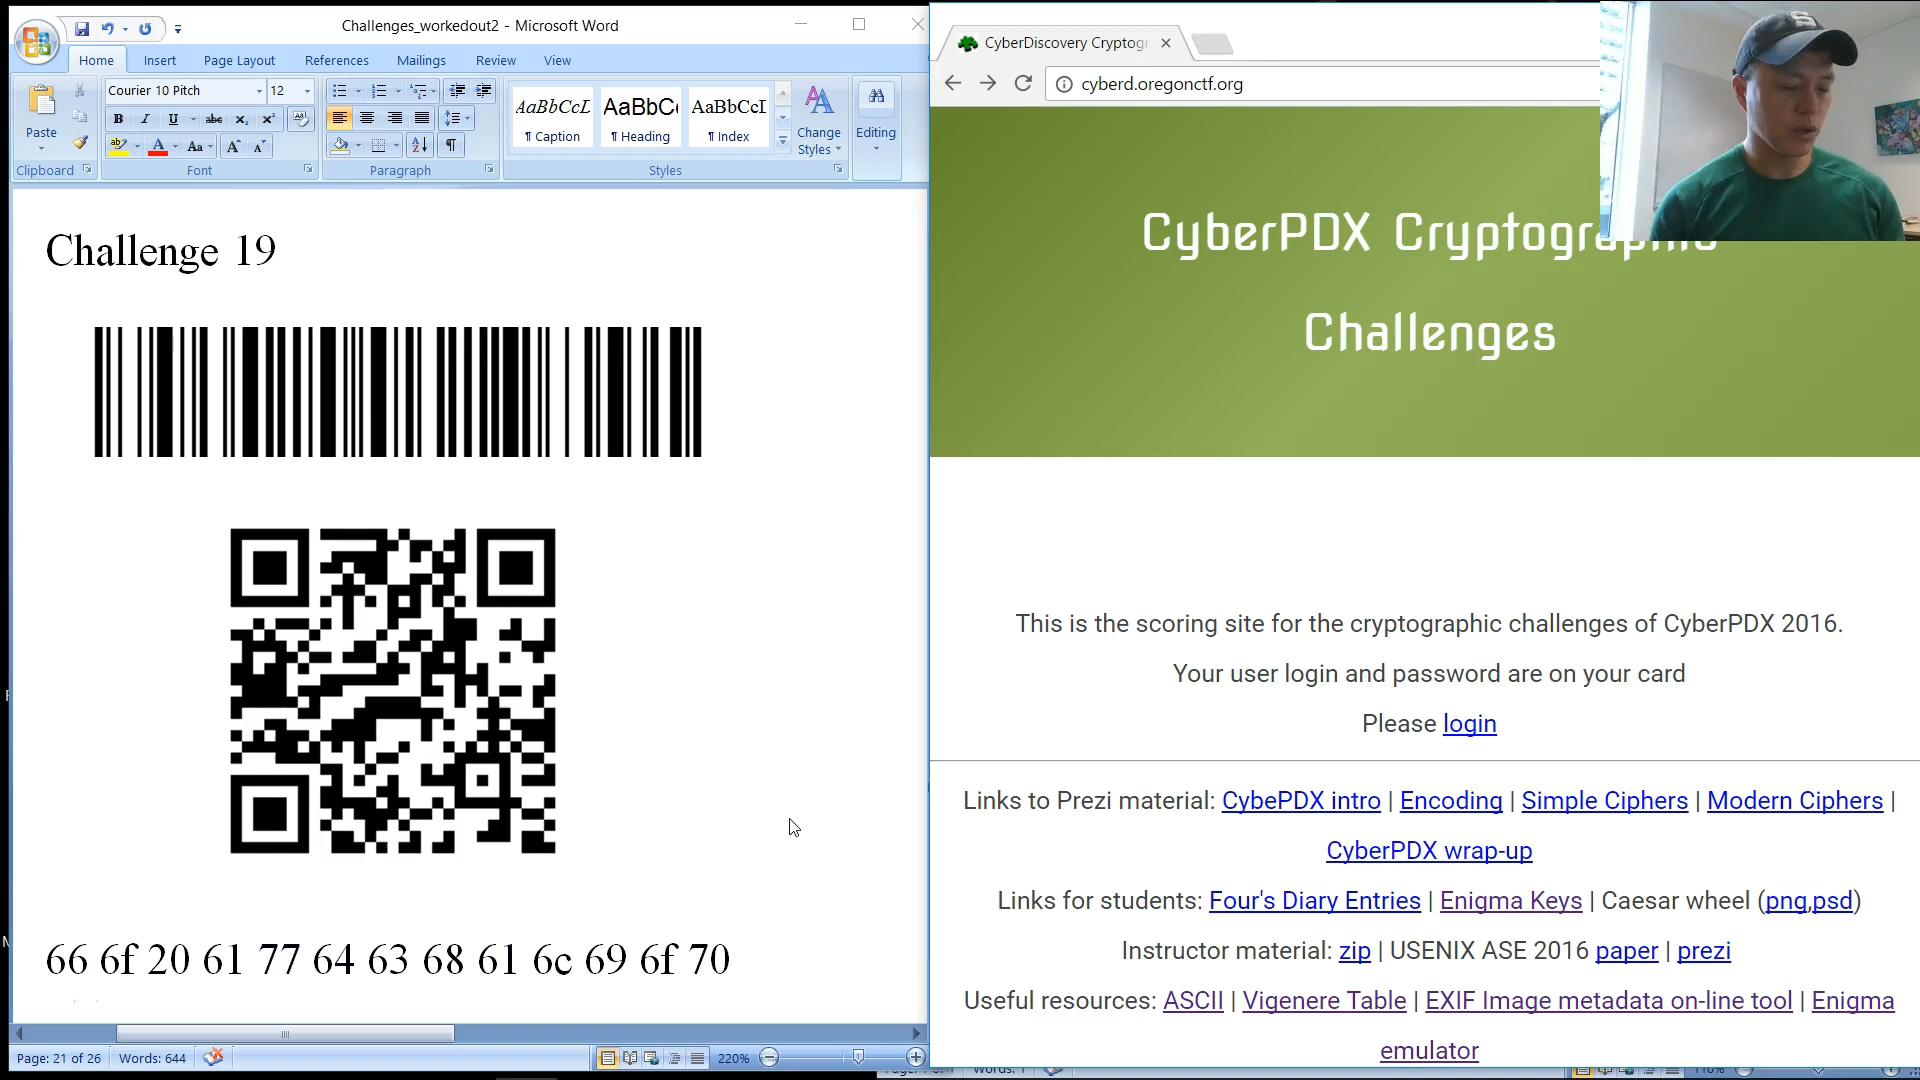 Challenges_workedout2 - Microsoft Word
Home Insert Page Layout References Mailings Review View
Courier 10 Pitch 12
Paste
AaBbCcL AaBbC AaBbCcI
¶ Caption ¶ Heading ¶ Index
Change Styles
Editing
Clipboard Font Paragraph Styles
Challenge 19
66 6f 20 61 77 64 63 68 61 6c 69 6f 70
Page: 21 of 26 Words: 644 220%
CyberDiscovery Cryptogr
cyberd.oregonctf.org
CyberPDX Cryptographic
Challenges
This is the scoring site for the cryptographic challenges of CyberPDX 2016.
Your user login and password are on your card
Please login
Links to Prezi material: CybePDX intro | Encoding | Simple Ciphers | Modern Ciphers |
CyberPDX wrap-up
Links for students: Four's Diary Entries | Enigma Keys | Caesar wheel (png,psd)
Instructor material: zip | USENIX ASE 2016 paper | prezi
Useful resources: ASCII | Vigenere Table | EXIF Image metadata on-line tool | Enigma
emulator